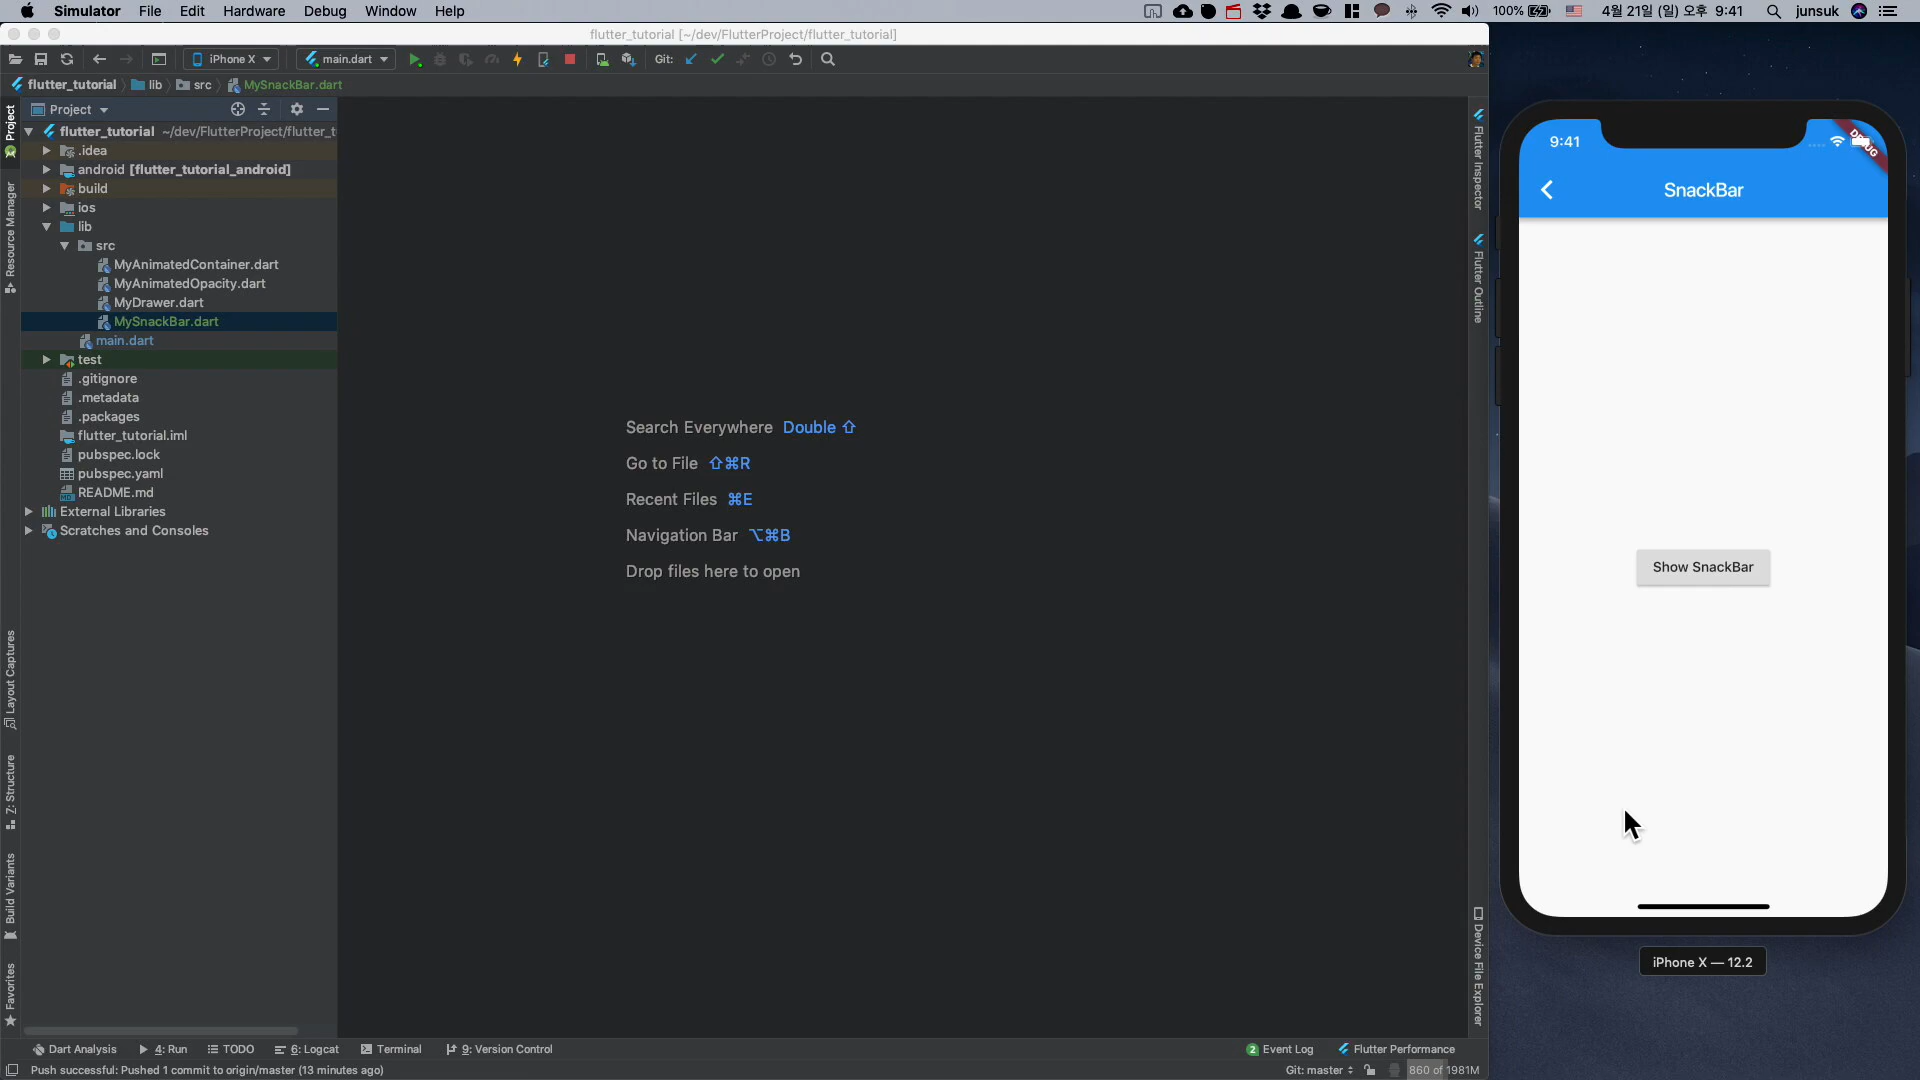 Simulator File Edit Hardware Debug Window Help
100% 4월 21일 (일) 오후 9:41 junsuk
flutter_tutorial [~/dev/FlutterProject/flutter_tutorial]
iPhone X main.dart Git:
flutter_tutorial lib src MySnackBar.dart
Project
flutter_tutorial ~/dev/FlutterProject/flutter_t
.idea
android [flutter_tutorial_android]
build
ios
lib
src
MyAnimatedContainer.dart
MyAnimatedOpacity.dart
MyDrawer.dart
MySnackBar.dart
main.dart
test
.gitignore
.metadata
.packages
flutter_tutorial.iml
pubspec.lock
pubspec.yaml
README.md
External Libraries
Scratches and Consoles
Project
Resource Manager
Layout Captures
Z: Structure
Build Variants
Favorites
Search Everywhere Double ⇧
Go to File ⇧⌘R
Recent Files ⌘E
Navigation Bar ⌥⌘B
Drop files here to open
Flutter Inspector
Flutter Outline
Device File Explorer
9:41
DEBUG
SnackBar
Show SnackBar
iPhone X — 12.2
Dart Analysis 4: Run TODO 6: Logcat Terminal 9: Version Control 2 Event Log Flutter Performance
Push successful: Pushed 1 commit to origin/master (13 minutes ago) Git: master 860 of 1981M